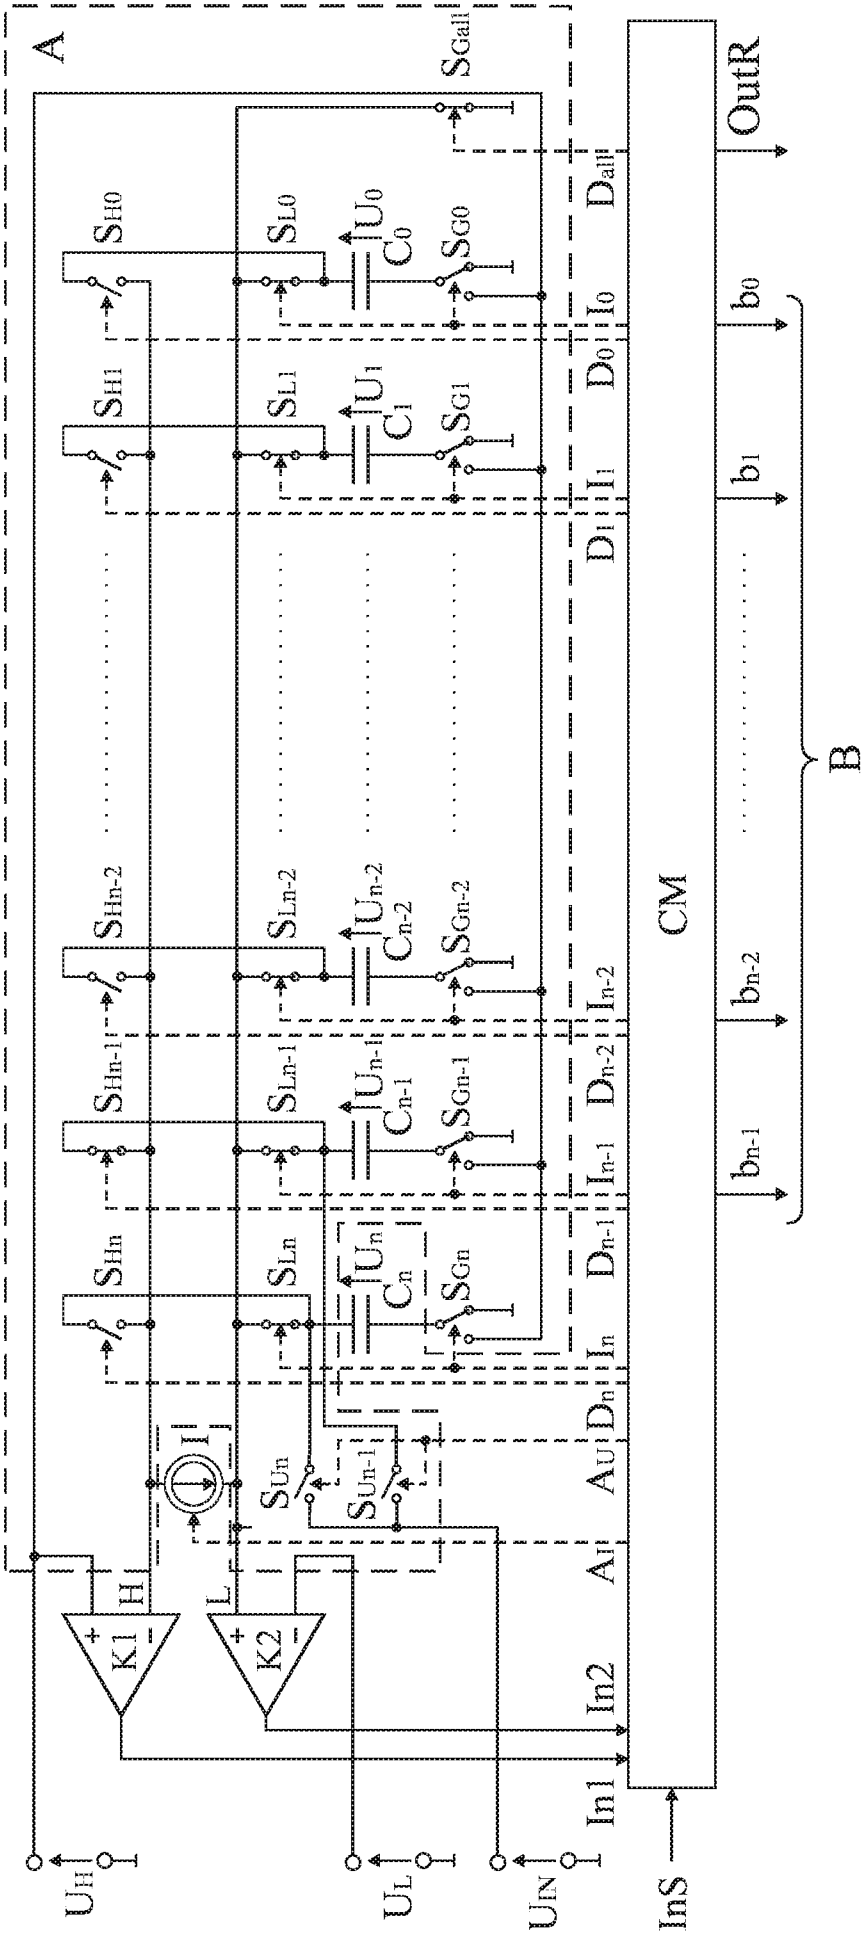 A
SGall
SH0
SL0
U0
C0
SG0
SH1
SL1
U1
C1
SG1
SHn-2
SLn-2
Un-2
Cn-2
SGn-2
SHn-1
SLn-1
Un-1
Cn-1
SGn-1
SHn
SLn
Un
Cn
SGn
I
SUn
SUn-1
H
L
+
-
K1
+
-
K2
UH
UL
UIN
Dall
I0
D0
I1
D1
In-2
Dn-2
In-1
Dn-1
In
Dn
AU
AI
In2
In1
InS
CM
OutR
b0
b1
bn-2
bn-1
B